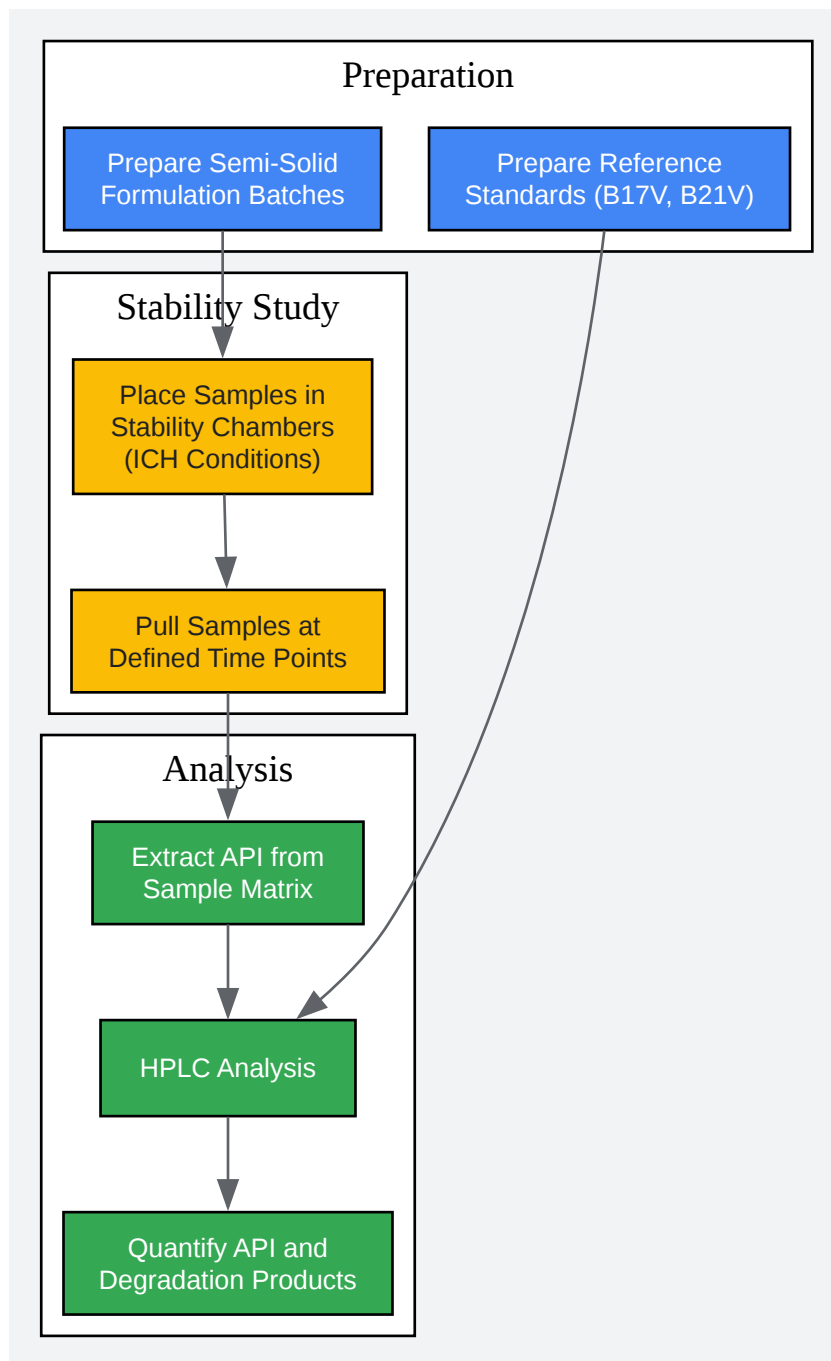 Preparation
Prepare Semi-Solid
Formulation Batches
Prepare Reference
Standards (B17V, B21V)
Stability Study
Place Samples in
Stability Chambers
(ICH Conditions)
Pull Samples at
Defined Time Points
Analysis
Extract API from
Sample Matrix
HPLC Analysis
Quantify API and
Degradation Products